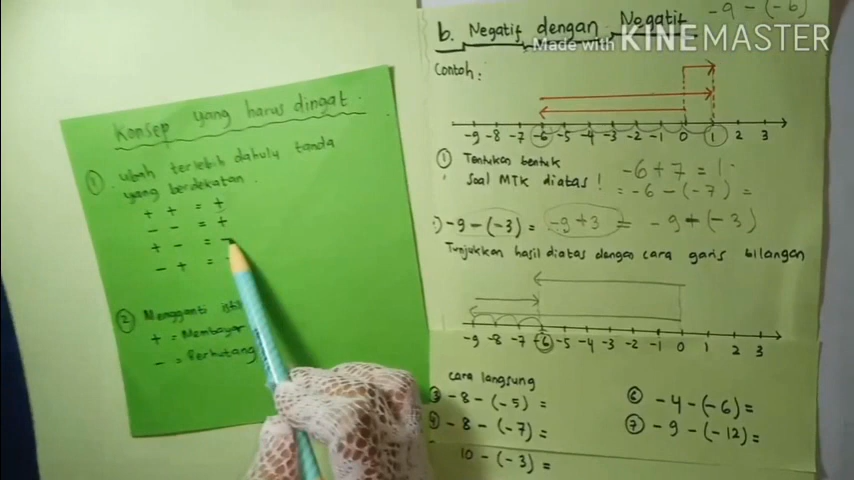 Konsep yang harus diingat.
① ubah terlebih dahulu tanda
yang berdekatan.
+ + = +
- - = +
+ - = -
- + =
② Mengganti
+ = Membayar
- = Berhutang
-9 - (-6)
b. Negatif dengan Negatif
Made with KINEMASTER
Contoh:
-9 -8 -7 -6 -5 -4 -3 -2 -1 0 1 2 3
① Tentukan bentuk -6 + 7 = 1
Soal MTK diatas! = -6 - (-7) =
-9 - (-3) = -9 + 3 = -9 + (-3)
Tunjukkan hasil diatas dengan cara garis bilangan
-9 -8 -7 -6 -5 -4 -3 -2 -1 0 1 2 3
cara langsung
③ -8 - (-5) =
④ -8 - (-7) =
10 - (-3) =
⑥ -4 - (-6) =
⑦ -9 - (-12) =